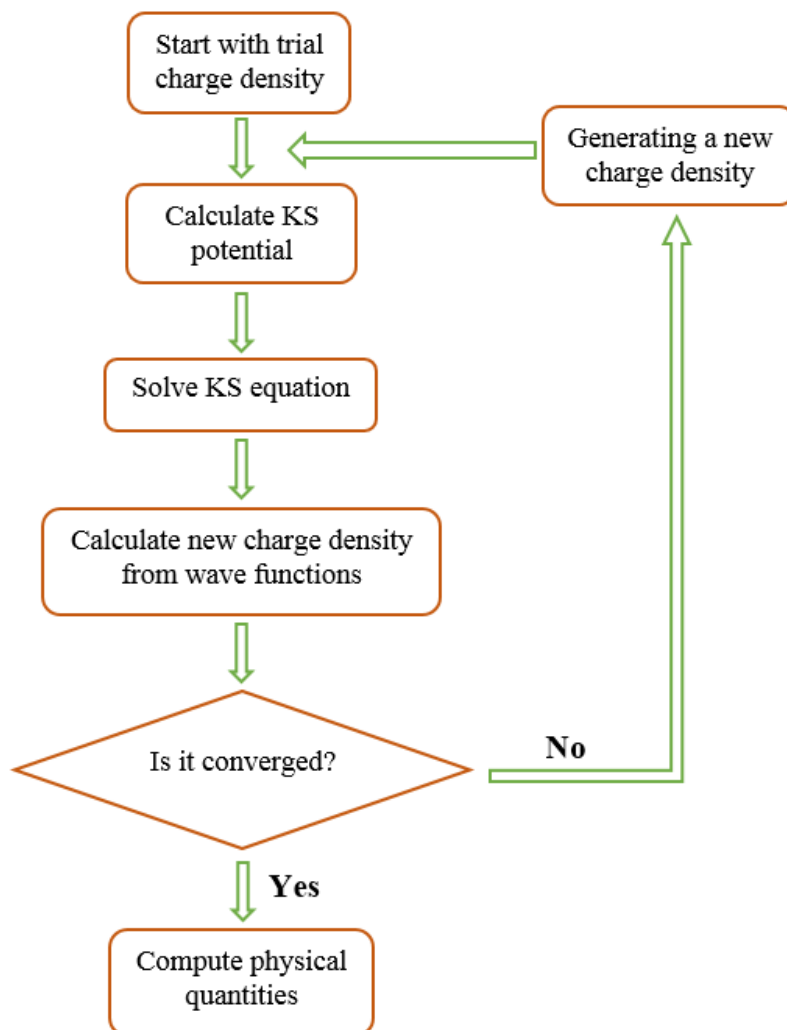 Start with trial
charge density
Generating a new
charge density
Calculate KS
potential
Solve KS equation
Calculate new charge density
from wave functions
Is it converged?
No
Yes
Compute physical
quantities